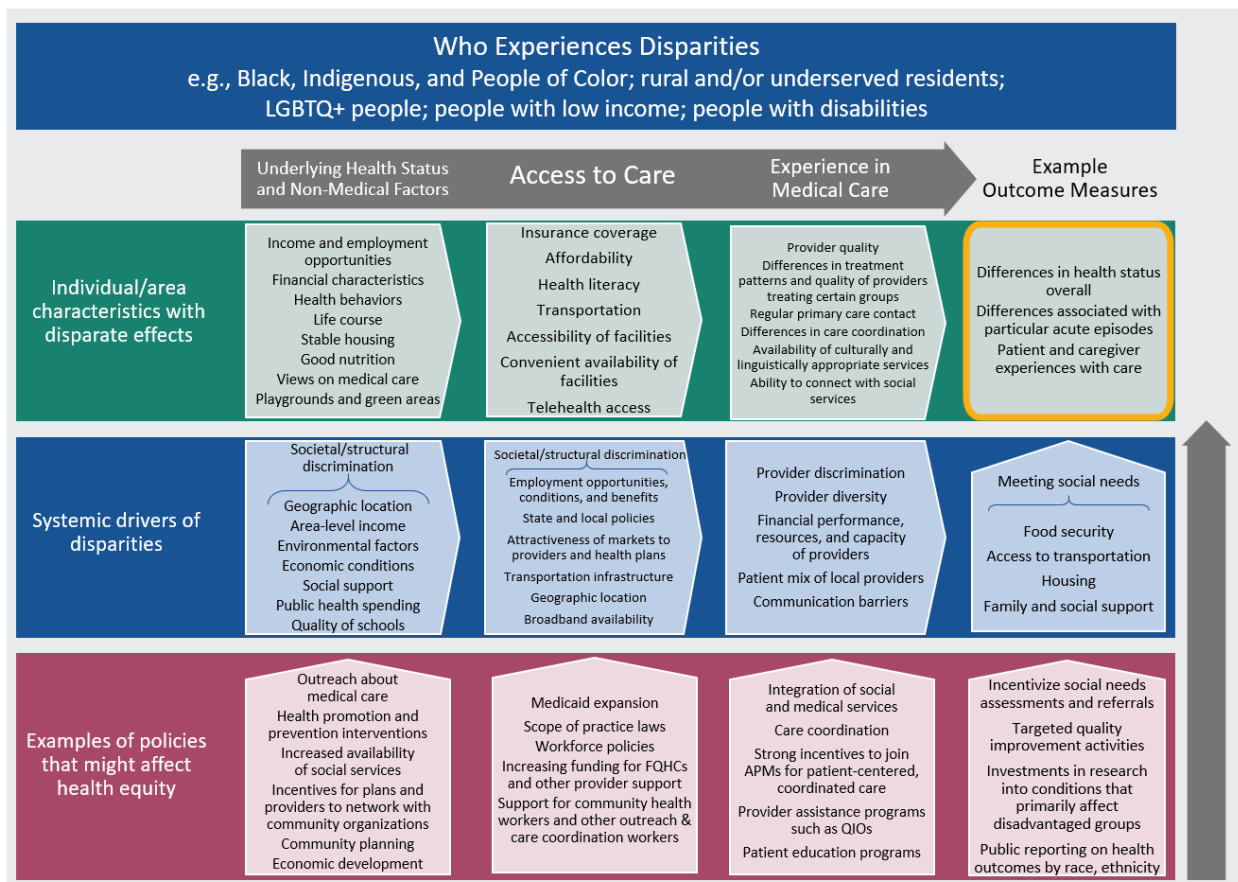 Who Experiences Disparities
e.g., Black, Indigenous, and People of Color; rural and/or underserved residents;
LGBTQ+ people; people with low income; people with disabilities
Underlying Health Status
and Non-Medical Factors
Access to Care
Experience in
Medical Care
Example
Outcome Measures
Individual/area
characteristics with
disparate effects
Income and employment
opportunities
Financial characteristics
Health behaviors
Life course
Stable housing
Good nutrition
Views on medical care
Playgrounds and green areas
Insurance coverage
Affordability
Health literacy
Transportation
Accessibility of facilities
Convenient availability of
facilities
Telehealth access
Provider quality
Differences in treatment
patterns and quality of providers
treating certain groups
Regular primary care contact
Differences in care coordination
Availability of culturally and
linguistically appropriate services
Ability to connect with social
services
Differences in health status
overall
Differences associated with
particular acute episodes
Patient and caregiver
experiences with care
Systemic drivers of
disparities
Societal/structural
discrimination
Geographic location
Area-level income
Environmental factors
Economic conditions
Social support
Public health spending
Quality of schools
Societal/structural discrimination
Employment opportunities,
conditions, and benefits
State and local policies
Attractiveness of markets to
providers and health plans
Transportation infrastructure
Geographic location
Broadband availability
Provider discrimination
Provider diversity
Financial performance,
resources, and capacity
of providers
Patient mix of local providers
Communication barriers
Meeting social needs
Food security
Access to transportation
Housing
Family and social support
Examples of policies
that might affect
health equity
Outreach about
medical care
Health promotion and
prevention interventions
Increased availability
of social services
Incentives for plans and
providers to network with
community organizations
Community planning
Economic development
Medicaid expansion
Scope of practice laws
Workforce policies
Increasing funding for FQHCs
and other provider support
Support for community health
workers and other outreach &
care coordination workers
Integration of social
and medical services
Care coordination
Strong incentives to join
APMs for patient-centered,
coordinated care
Provider assistance programs
such as QIOs
Patient education programs
Incentivize social needs
assessments and referrals
Targeted quality
improvement activities
Investments in research
into conditions that
primarily affect
disadvantaged groups
Public reporting on health
outcomes by race, ethnicity